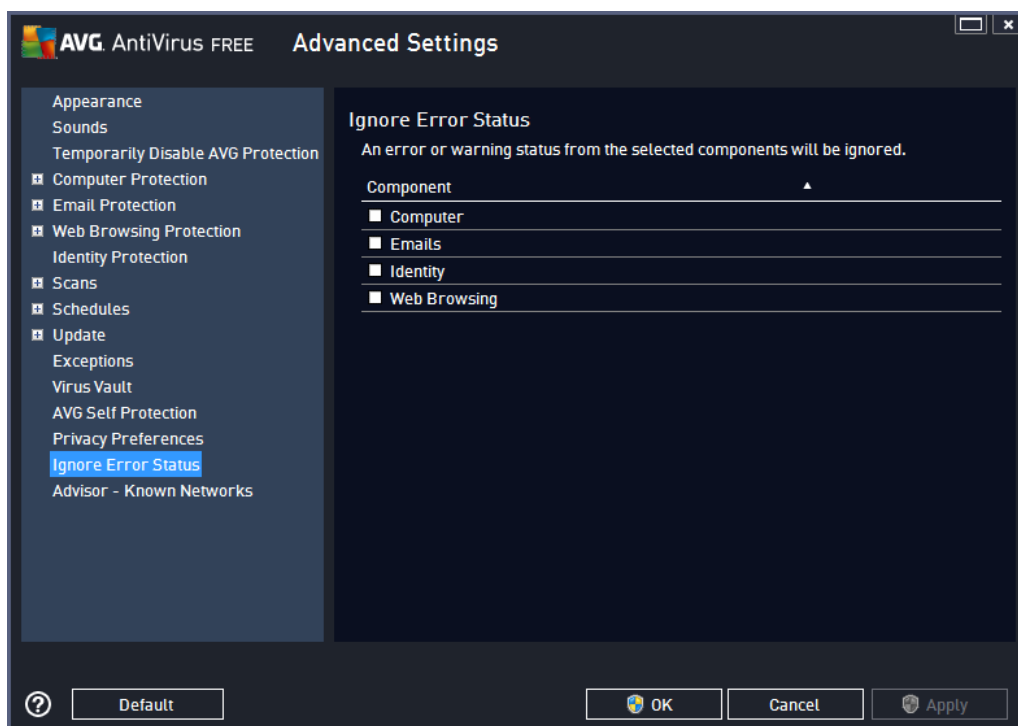 AVG. AntiVirus FREE Advanced Settings
Appearance
Sounds
Temporarily Disable AVG Protection
Computer Protection
Email Protection
Web Browsing Protection
Identity Protection
Scans
Schedules
Update
Exceptions
Virus Vault
AVG Self Protection
Privacy Preferences
Ignore Error Status
Advisor - Known Networks
Ignore Error Status
An error or warning status from the selected components will be ignored.
Component
Computer
Emails
Identity
Web Browsing
Default
OK
Cancel
Apply